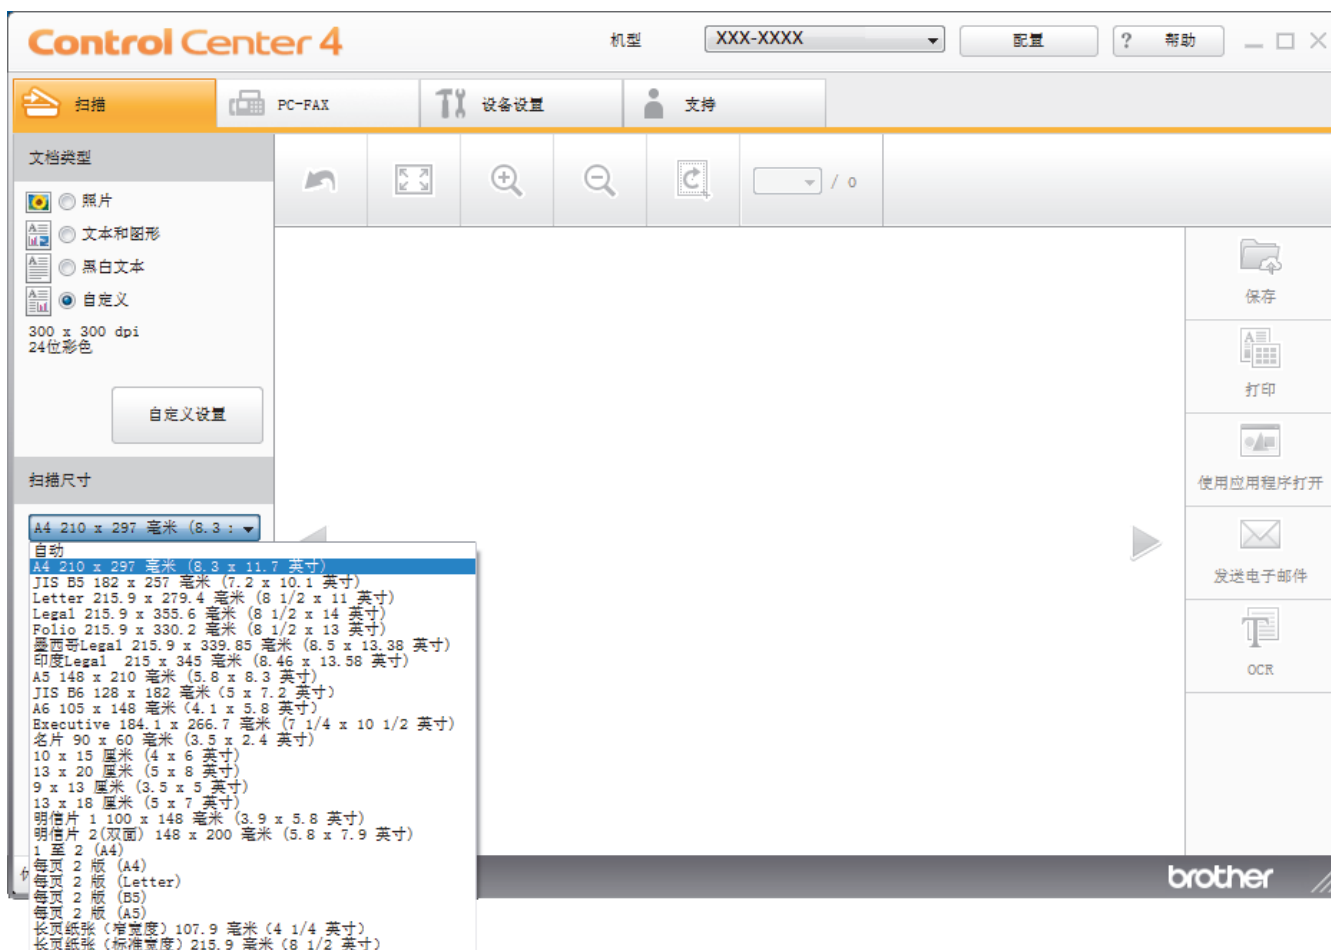 Control Center 4
机型
XXX-XXXX
配置
? 帮助
扫描
PC-FAX
设备设置
支持
文档类型
照片
文本和图形
黑白文本
自定义
300 x 300 dpi
24位彩色
自定义设置
/ 0
扫描尺寸
A4 210 x 297 毫米 (8.3 :
自动
A4 210 x 297 毫米 (8.3 x 11.7 英寸)
JIS B5 182 x 257 毫米 (7.2 x 10.1 英寸)
Letter 215.9 x 279.4 毫米 (8 1/2 x 11 英寸)
Legal 215.9 x 355.6 毫米 (8 1/2 x 14 英寸)
Folio 215.9 x 330.2 毫米 (8 1/2 x 13 英寸)
墨西哥Legal 215.9 x 339.85 毫米 (8.5 x 13.38 英寸)
印度Legal 215 x 345 毫米 (8.46 x 13.58 英寸)
A5 148 x 210 毫米 (5.8 x 8.3 英寸)
JIS B6 128 x 182 毫米 (5 x 7.2 英寸)
A6 105 x 148 毫米 (4.1 x 5.8 英寸)
Executive 184.1 x 266.7 毫米 (7 1/4 x 10 1/2 英寸)
名片 90 x 60 毫米 (3.5 x 2.4 英寸)
10 x 15 厘米 (4 x 6 英寸)
13 x 20 厘米 (5 x 8 英寸)
9 x 13 厘米 (3.5 x 5 英寸)
13 x 18 厘米 (5 x 7 英寸)
明信片 1 100 x 148 毫米 (3.9 x 5.8 英寸)
明信片 2(双面) 148 x 200 毫米 (5.8 x 7.9 英寸)
1 至 2 (A4)
每页 2 版 (A4)
每页 2 版 (Letter)
每页 2 版 (B5)
每页 2 版 (A5)
长页纸张 (窄宽度) 107.9 毫米 (4 1/4 英寸)
长页纸张 (标准宽度) 215.9 毫米 (8 1/2 英寸)
保存
打印
使用应用程序打开
发送电子邮件
OCR
brother